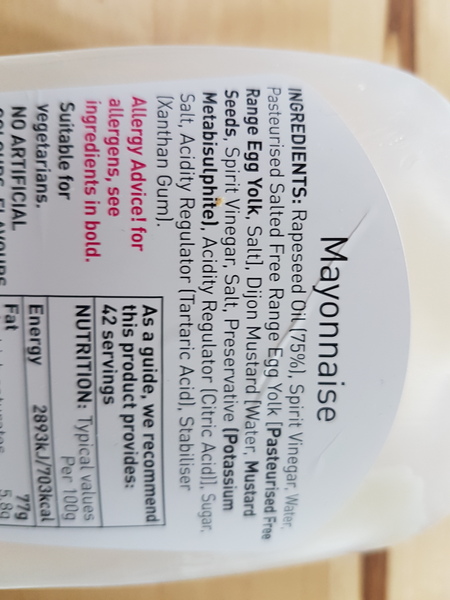 Mayonnaise
INGREDIENTS: Rapeseed Oil (75%), Spirit Vinegar, Water,
Pasteurised Salted Free Range Egg Yolk [Pasteurised Free
Range Egg Yolk, Salt], Dijon Mustard [Water, Mustard
Seeds, Spirit Vinegar, Salt, Preservative (Potassium
Metabisulphite), Acidity Regulator (Citric Acid)], Sugar,
Salt, Acidity Regulator (Tartaric Acid), Stabiliser
(Xanthan Gum).
Allergy Advice! for
allergens, see
ingredients in bold.
Suitable for
vegetarians.
NO ARTIFICIAL
COLOURS, FLAVOURS
As a guide, we recommend
this product provides:
42 servings
NUTRITION: Typical values
Per 100g
Energy 2893kJ/703kcal
Fat 77g
5.8g